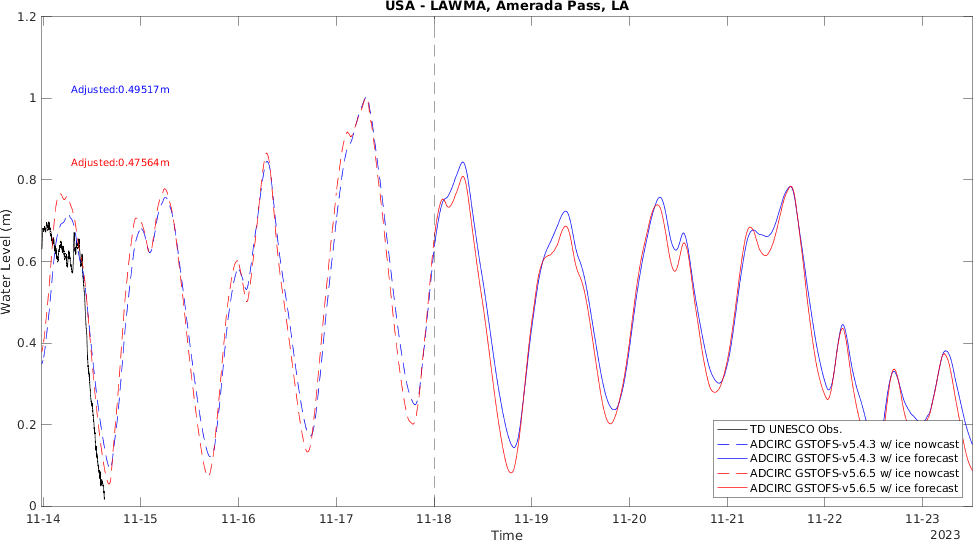 USA - LAWMA, Amerada Pass, LA
1.2
1
0.8
0.6
0.4
0.2
0
Water Level (m)
Adjusted:0.49517m
Adjusted:0.47564m
TD UNESCO Obs.
ADCIRC GSTOFS-v5.4.3 w/ ice nowcast
ADCIRC GSTOFS-v5.4.3 w/ ice forecast
ADCIRC GSTOFS-v5.6.5 w/ ice nowcast
ADCIRC GSTOFS-v5.6.5 w/ ice forecast
11-14 11-15 11-16 11-17 11-18 11-19 11-20 11-21 11-22 11-23
Time
2023